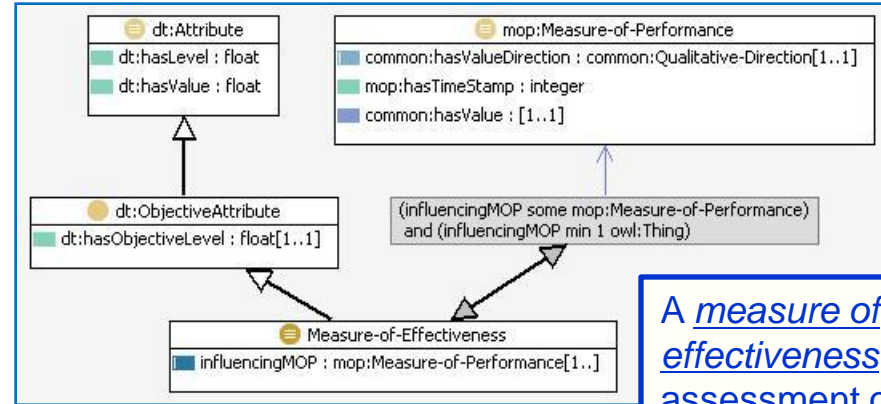 dt:Attribute
dt:hasLevel : float
dt:hasValue : float
mop:Measure-of-Performance
common:hasValueDirection : common:Qualitative-Direction[1..1]
mop:hasTimeStamp : integer
common:hasValue : [1..1]
dt:ObjectiveAttribute
dt:hasObjectiveLevel : float[1..1]
(influencingMOP some mop:Measure-of-Performance)
and (influencingMOP min 1 owl:Thing)
Measure-of-Effectiveness
influencingMOP : mop:Measure-of-Performance[1..]
A measure of
effectiveness
assessment